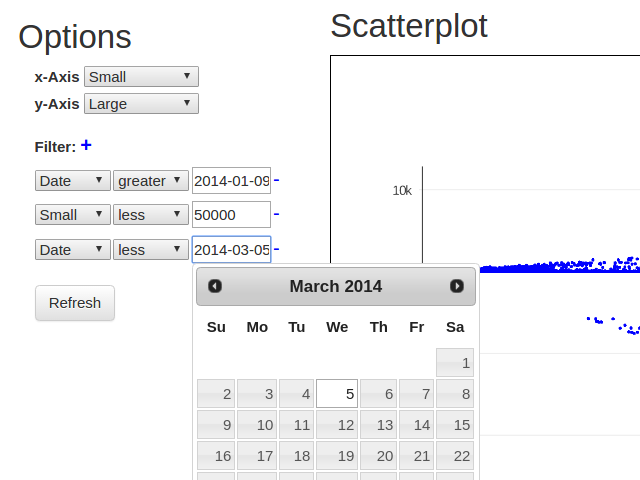 Options
x-Axis Small
y-Axis Large
Filter: +
Date greater 2014-01-09 -
Small less 50000 -
Date less 2014-03-05 -
Refresh
Scatterplot
10k
March 2014
Su Mo Tu We Th Fr Sa
1
2 3 4 5 6 7 8
9 10 11 12 13 14 15
16 17 18 19 20 21 22